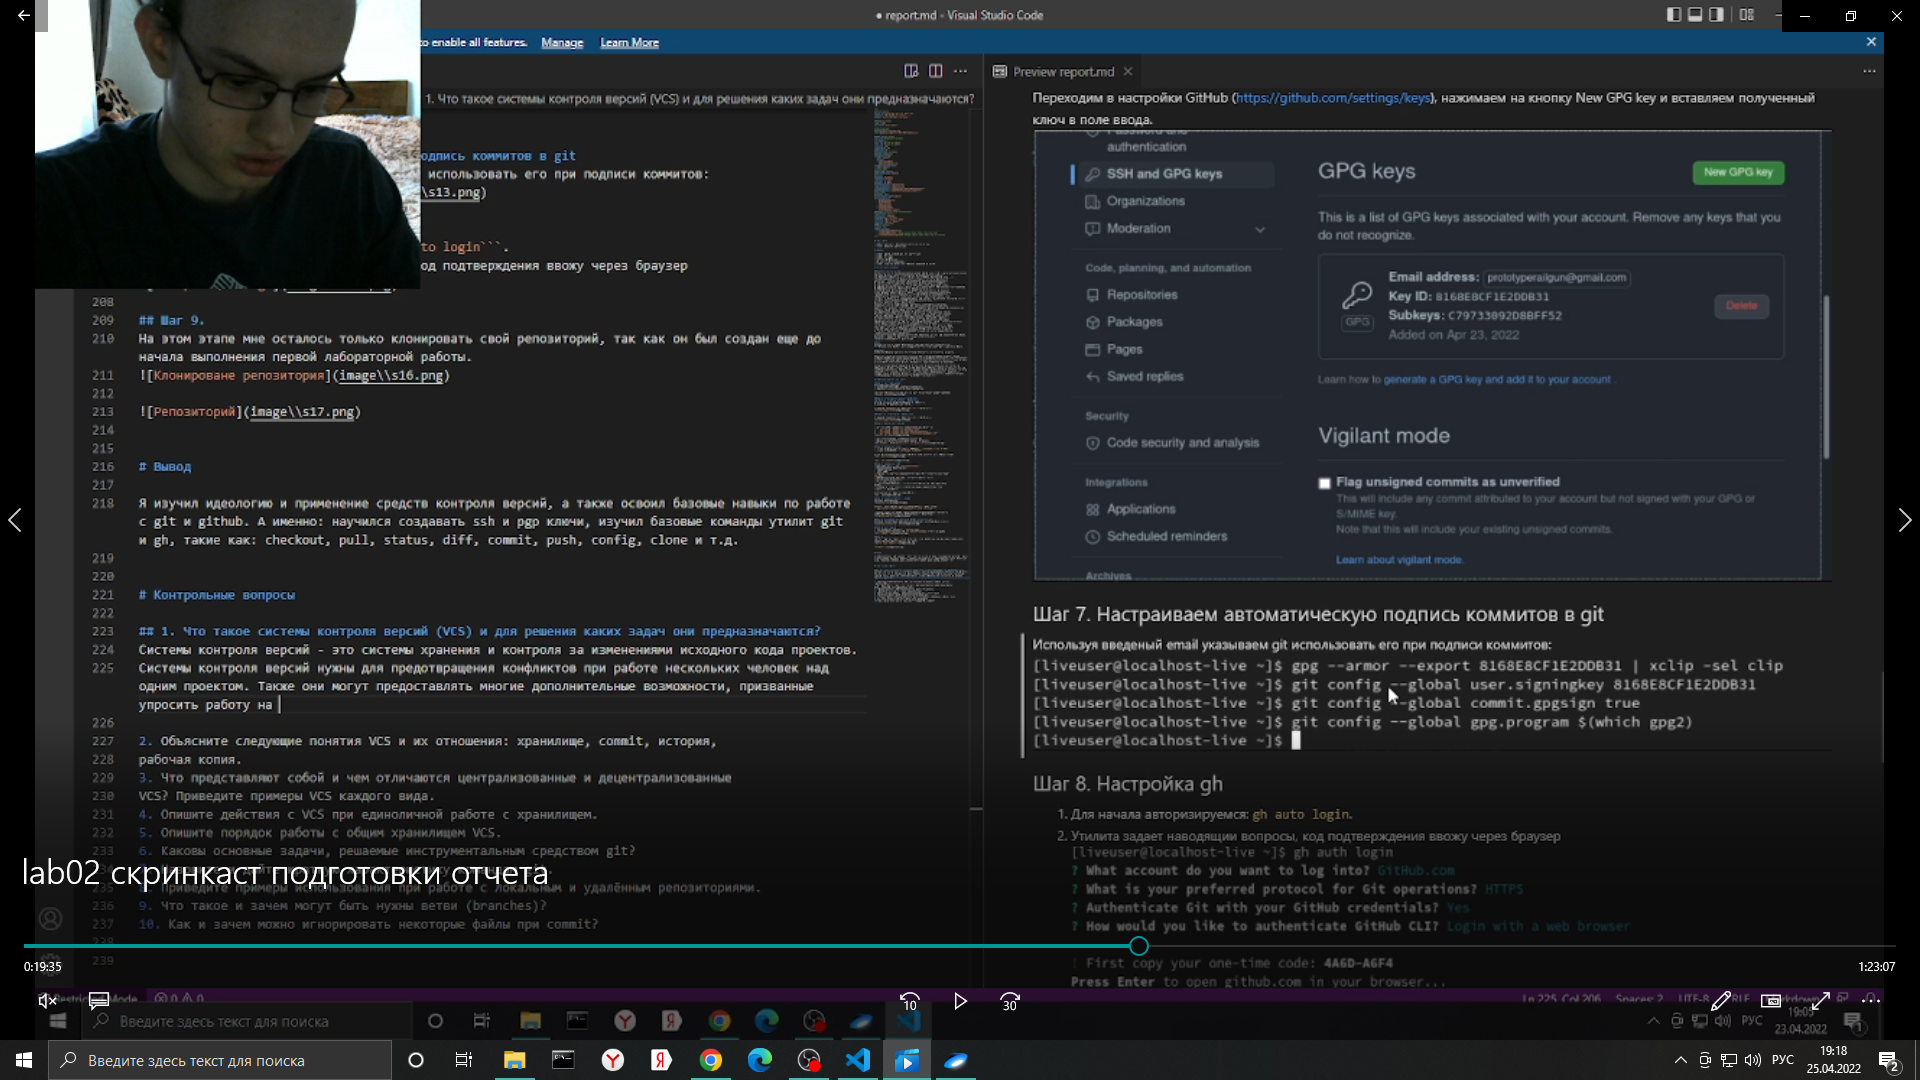 ● report.md - Visual Studio Code
to enable all features. Manage Learn More
1. Что такое системы контроля версий (VCS) и для решения каких задач они предназначаются?
одпись коммитов в git
использовать его при подписи коммитов:
\s13.png)
to login```.
од подтверждения ввожу через браузер
208
209 ## Шаг 9.
210 На этом этапе мне осталось только клонировать свой репозиторий, так как он был создан еще до
начала выполнения первой лабораторной работы.
211 ![Клонироване репозитория](image\\s16.png)
212
213 ![Репозиторий](image\\s17.png)
214
215
216 # Вывод
217
218 Я изучил идеологию и применение средств контроля версий, а также освоил базовые навыки по работе
с git и github. А именно: научился создавать ssh и pgp ключи, изучил базовые команды утилит git
и gh, такие как: checkout, pull, status, diff, commit, push, config, clone и т.д.
219
220
221 # Контрольные вопросы
222
223 ## 1. Что такое системы контроля версий (VCS) и для решения каких задач они предназначаются?
224 Системы контроля версий - это системы хранения и контроля за изменениями исходного кода проектов.
225 Системы контроля версий нужны для предотвращения конфликтов при работе нескольких человек над
одним проектом. Также они могут предоставлять многие дополнительные возможности, призванные
упросить работу на
226
227 2. Объясните следующие понятия VCS и их отношения: хранилище, commit, история,
228 рабочая копия.
229 3. Что представляют собой и чем отличаются централизованные и децентрализованные
230 VCS? Приведите примеры VCS каждого вида.
231 4. Опишите действия с VCS при единоличной работе с хранилищем.
232 5. Опишите порядок работы с общим хранилищем VCS.
233 6. Каковы основные задачи, решаемые инструментальным средством git?
235 Приведите примеры использования при работе с локальным и удалённым репозиториями.
236 9. Что такое и зачем могут быть нужны ветви (branches)?
237 10. Как и зачем можно игнорировать некоторые файлы при commit?
238
239
Preview report.md
Переходим в настройки GitHub (https://github.com/settings/keys), нажимаем на кнопку New GPG key и вставляем полученный
ключ в поле ввода.
Password and
authentication
SSH and GPG keys
Organizations
Moderation
Code, planning, and automation
Repositories
Packages
Pages
Saved replies
Security
Code security and analysis
Integrations
Applications
Scheduled reminders
Archives
GPG keys
New GPG key
This is a list of GPG keys associated with your account. Remove any keys that you
do not recognize.
GPG
Email address: prototyperailgun@gmail.com
Key ID: 8168E8CF1E2DDB31
Subkeys: C79733092D8BFF52
Added on Apr 23, 2022
Delete
Learn how to generate a GPG key and add it to your account .
Vigilant mode
Flag unsigned commits as unverified
This will include any commit attributed to your account but not signed with your GPG or
S/MIME key.
Note that this will include your existing unsigned commits.
Learn about vigilant mode.
Шаг 7. Настраиваем автоматическую подпись коммитов в git
Используя введеный email указываем git использовать его при подписи коммитов:
[liveuser@localhost-live ~]$ gpg --armor --export 8168E8CF1E2DDB31 | xclip -sel clip
[liveuser@localhost-live ~]$ git config --global user.signingkey 8168E8CF1E2DDB31
[liveuser@localhost-live ~]$ git config --global commit.gpgsign true
[liveuser@localhost-live ~]$ git config --global gpg.program $(which gpg2)
[liveuser@localhost-live ~]$
Шаг 8. Настройка gh
1. Для начала авторизируемся: gh auto login.
2. Утилита задает наводящии вопросы, код подтверждения ввожу через браузер
[liveuser@localhost-live ~]$ gh auth login
? What account do you want to log into? GitHub.com
? What is your preferred protocol for Git operations? HTTPS
? Authenticate Git with your GitHub credentials? Yes
? How would you like to authenticate GitHub CLI? Login with a web browser
! First copy your one-time code: 4A6D-A6F4
Press Enter to open github.com in your browser...
lab02 скринкаст подготовки отчета
0:19:35
1:23:07
10
30
Restricted Mode 0 0
Ln 225, Col 206 Spaces: 2 UTF-8
Введите здесь текст для поиска
РУС
19:05
23.04.2022
1
Введите здесь текст для поиска
РУС
19:18
25.04.2022
2